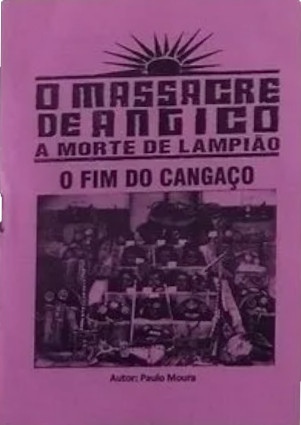 O MASSACRE
DE ANGICO
A MORTE DE LAMPIÃO
O FIM DO CANGAÇO
Autor: Paulo Moura